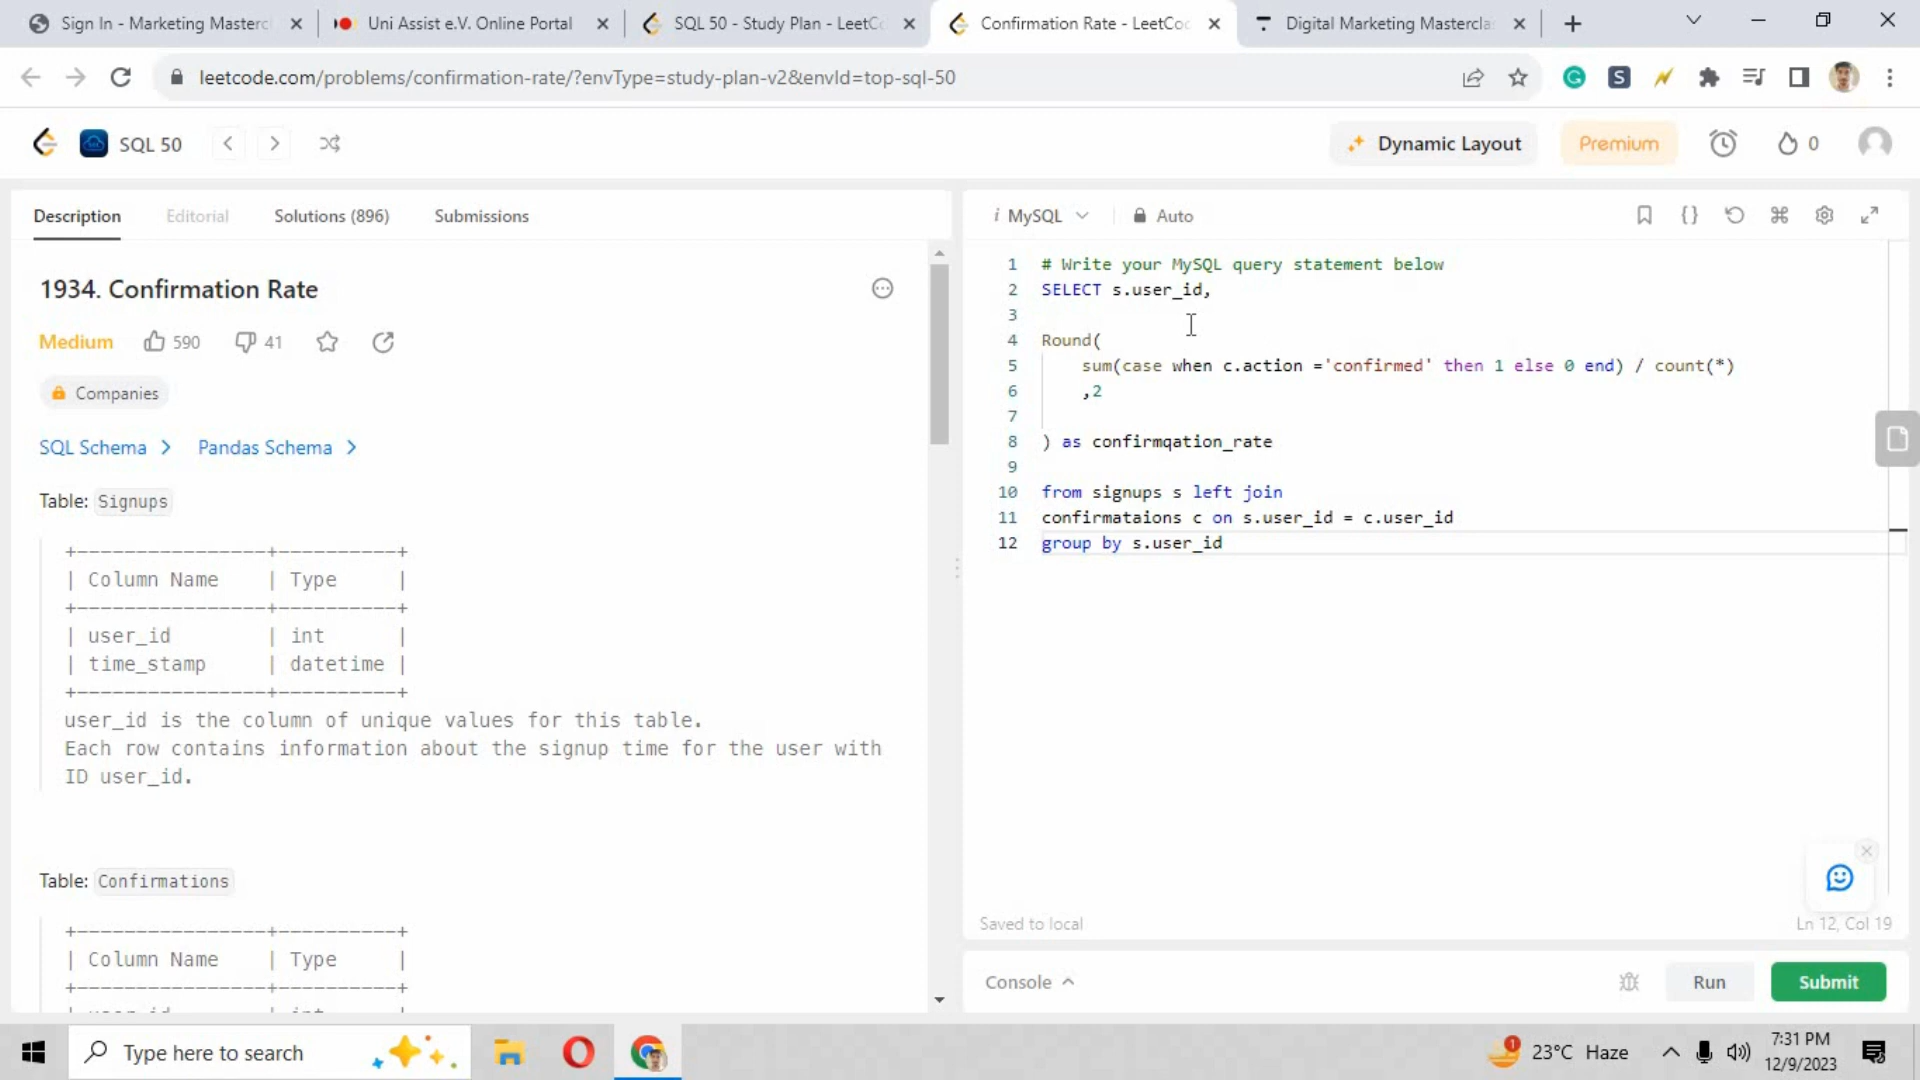 Sign In - Marketing Masterc
Uni Assist e.V. Online Portal
SQL 50 - Study Plan - LeetCo
Confirmation Rate - LeetCoc
Digital Marketing Mastercla
leetcode.com/problems/confirmation-rate/?envType=study-plan-v2&envId=top-sql-50
SQL 50
Dynamic Layout
Premium
0
Description
Editorial
Solutions (896)
Submissions
1934. Confirmation Rate
Medium
590
41
Companies
SQL Schema >
Pandas Schema >
Table: Signups
+----------------+----------+
| Column Name    | Type     |
+----------------+----------+
| user_id        | int      |
| time_stamp     | datetime |
+----------------+----------+
user_id is the column of unique values for this table.
Each row contains information about the signup time for the user with
ID user_id.
Table: Confirmations
+----------------+----------+
| Column Name    | Type     |
+----------------+----------+
i MySQL
Auto
1 # Write your MySQL query statement below
2 SELECT s.user_id,
3
4 Round(
5 sum(case when c.action ='confirmed' then 1 else 0 end) / count(*)
6 ,2
7
8 ) as confirmqation_rate
9
10 from signups s left join
11 confirmataions c on s.user_id = c.user_id
12 group by s.user_id
Saved to local
Ln 12, Col 19
Console
Run
Submit
Type here to search
1
23°C Haze
7:31 PM
12/9/2023